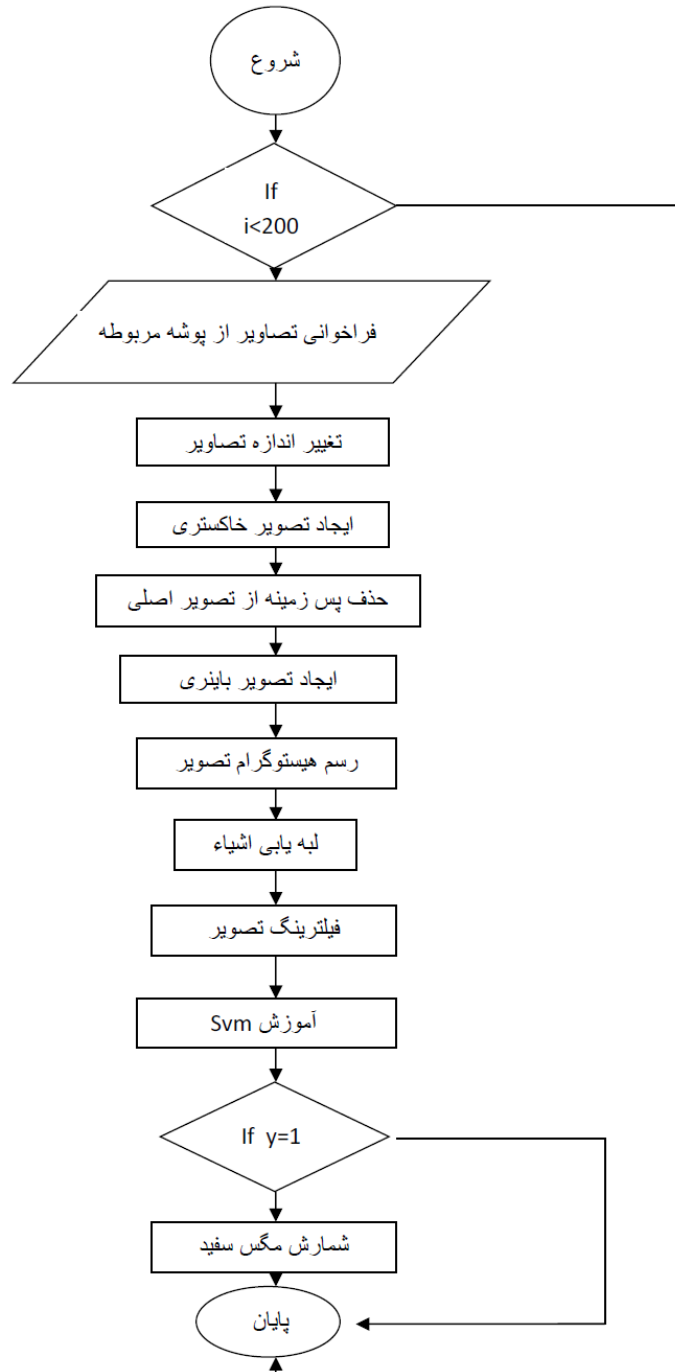 شروع
If
i<200
فراخوانی تصاویر از پوشه مربوطه
تغییر اندازه تصاویر
ایجاد تصویر خاکستری
حذف پس زمینه از تصویر اصلی
ایجاد تصویر باینری
رسم هیستوگرام تصویر
لبه یابی اشیاء
فیلترینگ تصویر
آموزش Svm
If y=1
شمارش مگس سفید
پایان